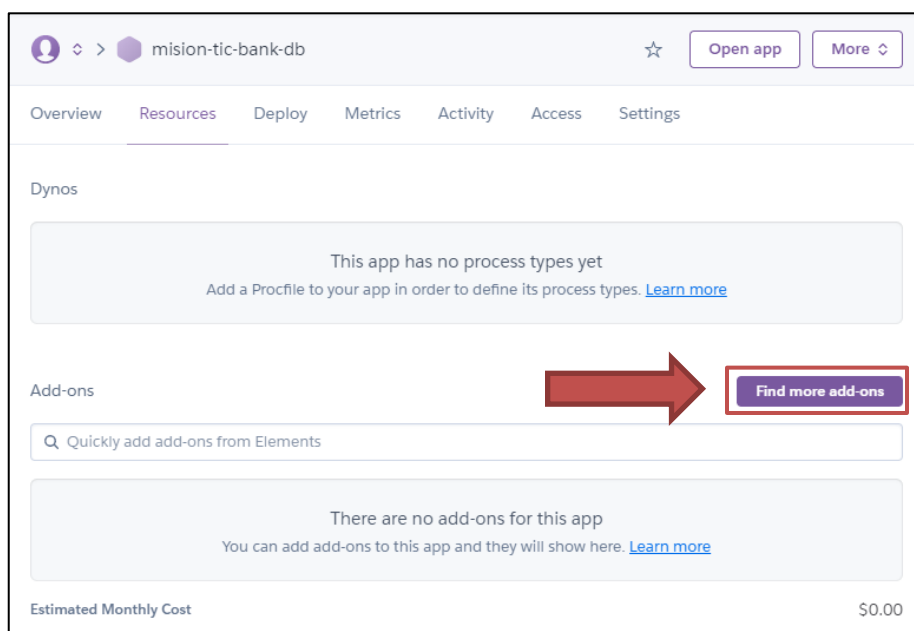 mision-tic-bank-db
Open app
More
Overview Resources Deploy Metrics Activity Access Settings
Dynos
This app has no process types yet
Add a Procfile to your app in order to define its process types. Learn more
Add-ons
Find more add-ons
Quickly add add-ons from Elements
There are no add-ons for this app
You can add add-ons to this app and they will show here. Learn more
Estimated Monthly Cost $0.00